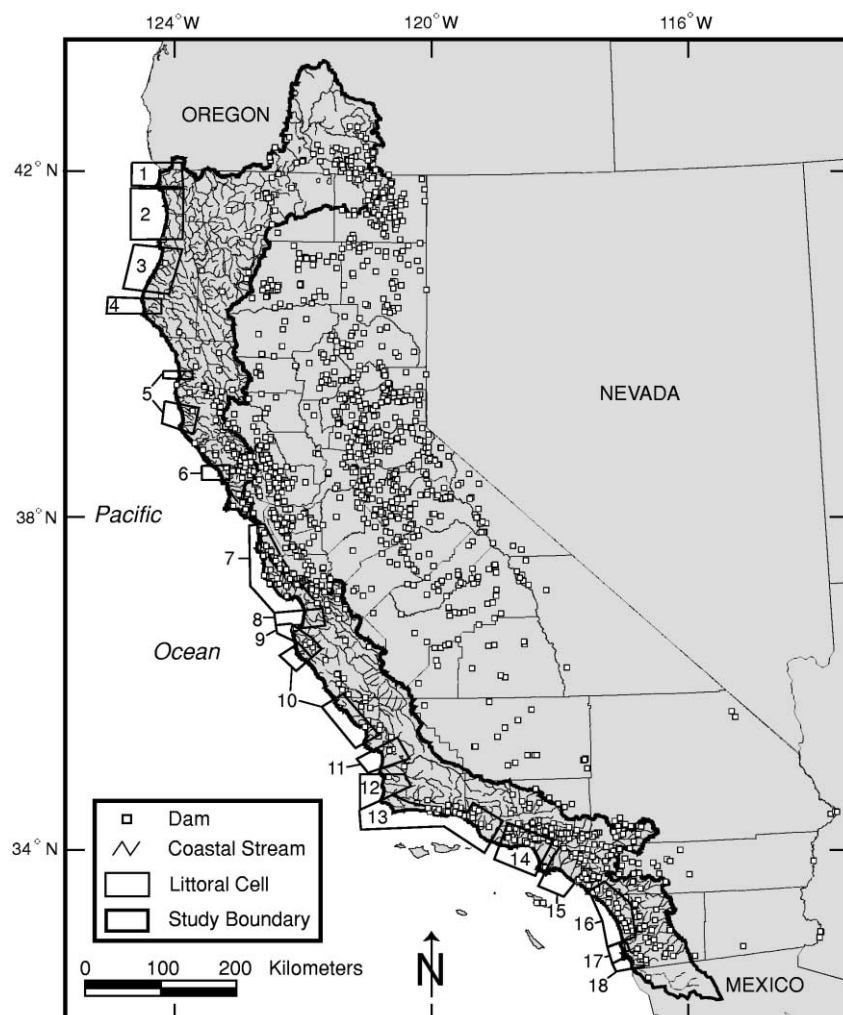 124°W 120°W 116°W
OREGON
42°N
1
2
3
4
NEVADA
5
6
38°N
Pacific
7
8
9
Ocean
10
11
12
13
34°N
14
15
16
17
18
MEXICO
Dam
Coastal Stream
Littoral Cell
Study Boundary
0 100 200 Kilometers
N